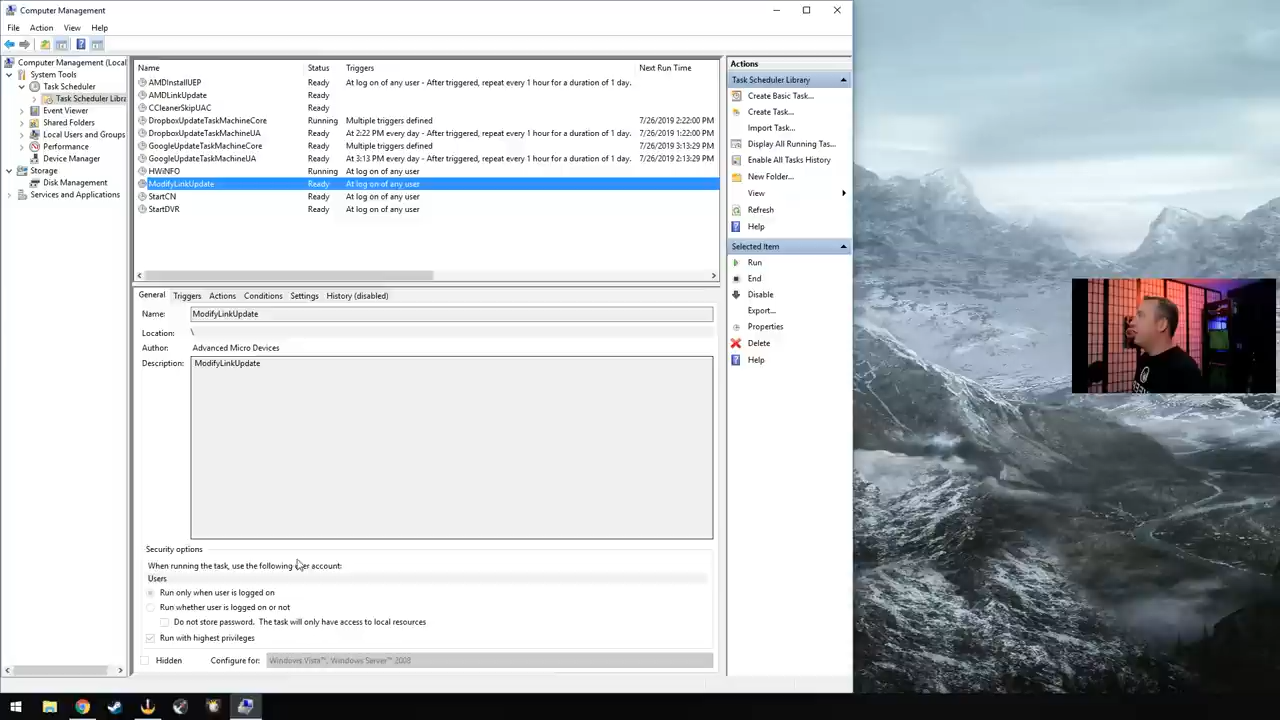 Computer Management
File Action View Help
Computer Management (Local
System Tools
Task Scheduler
Task Scheduler Libra
Event Viewer
Shared Folders
Local Users and Groups
Performance
Device Manager
Storage
Disk Management
Services and Applications
Name Status Triggers Next Run Time
AMDInstallUEP Ready At log on of any user - After triggered, repeat every 1 hour for a duration of 1 day.
AMDLinkUpdate Ready
CCleanerSkipUAC Ready
DropboxUpdateTaskMachineCore Running Multiple triggers defined 7/26/2019 2:22:00 PM
DropboxUpdateTaskMachineUA Ready At 2:22 PM every day - After triggered, repeat every 1 hour for a duration of 1 day. 7/26/2019 1:22:00 PM
GoogleUpdateTaskMachineCore Ready Multiple triggers defined 7/26/2019 3:13:29 PM
GoogleUpdateTaskMachineUA Ready At 3:13 PM every day - After triggered, repeat every 1 hour for a duration of 1 day. 7/26/2019 2:13:29 PM
HWiNFO Running At log on of any user
ModifyLinkUpdate Ready At log on of any user
StartCN Ready At log on of any user
StartDVR Ready At log on of any user
General Triggers Actions Conditions Settings History (disabled)
Name: ModifyLinkUpdate
Location: \
Author: Advanced Micro Devices
Description: ModifyLinkUpdate
Security options
When running the task, use the following user account:
Users
Run only when user is logged on
Run whether user is logged on or not
Do not store password. The task will only have access to local resources
Run with highest privileges
Hidden Configure for: Windows Vista™, Windows Server™ 2008
Actions
Task Scheduler Library
Create Basic Task...
Create Task...
Import Task...
Display All Running Tas...
Enable All Tasks History
New Folder...
View
Refresh
Help
Selected Item
Run
End
Disable
Export...
Properties
Delete
Help